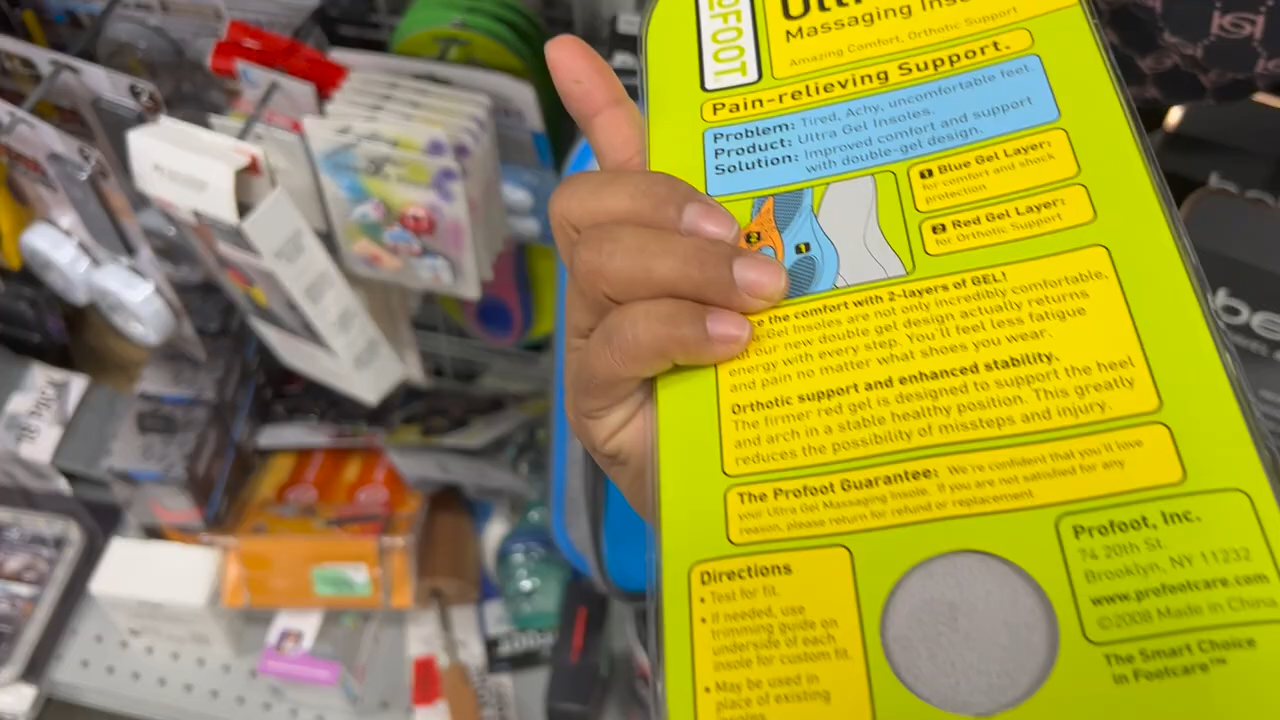 Massaging
Amazing Comfort, Orthotic Support
Pain-relieving Support.
Problem: Tired, Achy, uncomfortable feet.
Product: Ultra Gel Insoles.
Solution: Improved comfort and support
with double-gel design.
1 Blue Gel Layer:
for comfort and shock
protection
2 Red Gel Layer:
for Orthotic Support
2
1
the comfort with 2-layers of GEL!
Gel Insoles are not only incredibly comfortable,
our new double gel design actually returns
energy with every step. You'll feel less fatigue
and pain no matter what shoes you wear.
Orthotic support and enhanced stability.
The firmer red gel is designed to support the heel
and arch in a stable healthy position. This greatly
reduces the possibility of missteps and injury.
The Profoot Guarantee: We're confident that you'll love
your Ultra Gel Massaging Insole. If you are not satisfied for any
reason, please return for refund or replacement.
Directions
• Test for fit.
• If needed, use
trimming guide on
underside of each
insole for custom fit.
• May be used in
place of existing
Profoot, Inc.
74 20th St.
Brooklyn, NY 11232
www.profootcare.com
©2008 Made in China
The Smart Choice
in Footcare™